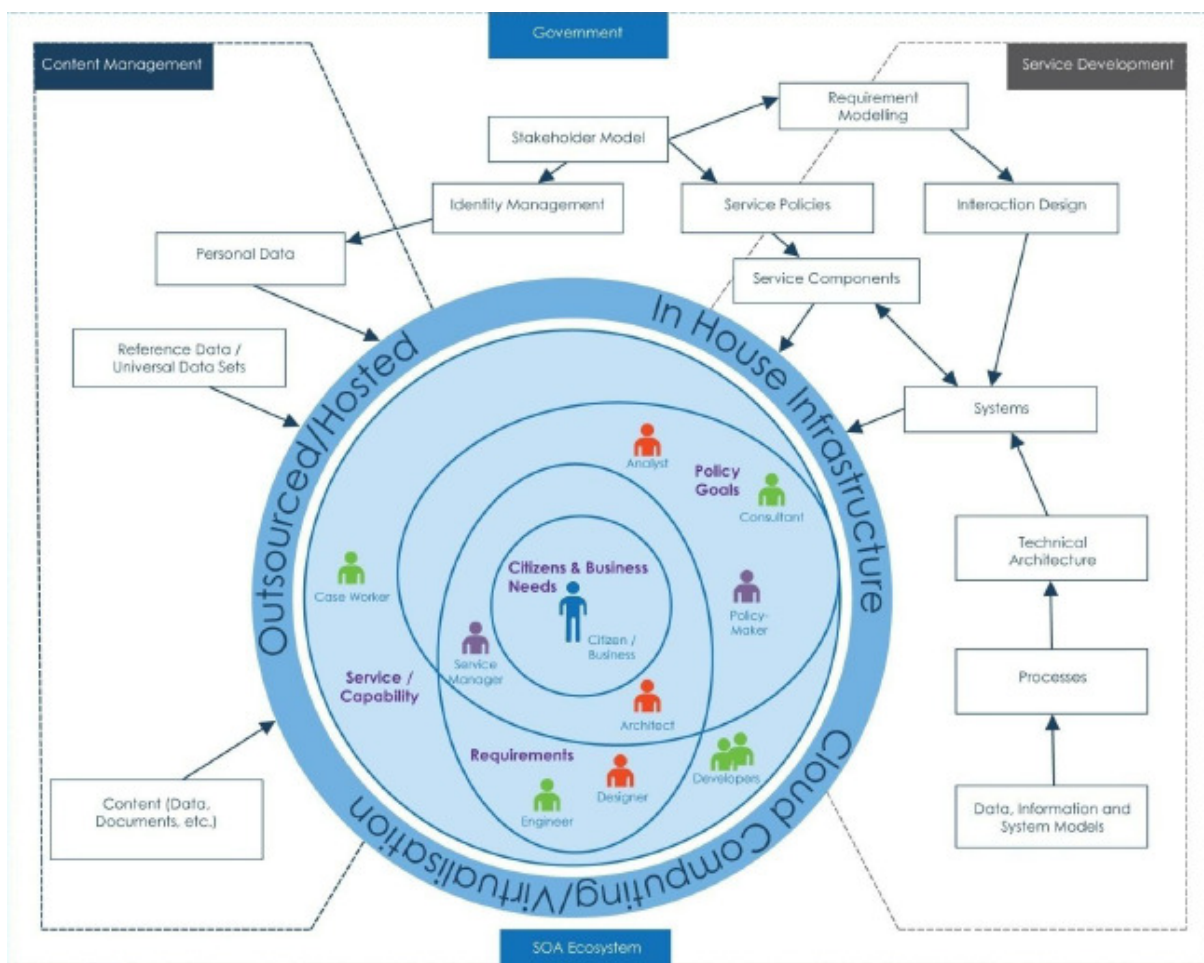 Government
Content Management
Service Development
Requirement
Modelling
Stakeholder Model
Identity Management
Service Policies
Interaction Design
Personal Data
Service Components
Reference Data /
Universal Data Sets
Systems
Outsourced/Hosted
In House Infrastructure
Analyst
Policy
Goals
Consultant
Technical
Architecture
Citizens & Business
Needs
Case Worker
Policy-
Maker
Citizen /
Business
Service
Manager
Service /
Capability
Processes
Architect
Requirements
Developers
Designer
Engineer
Content (Data,
Documents, etc.)
Data, Information and
System Models
Cloud Computing/Virtualisation
SOA Ecosystem